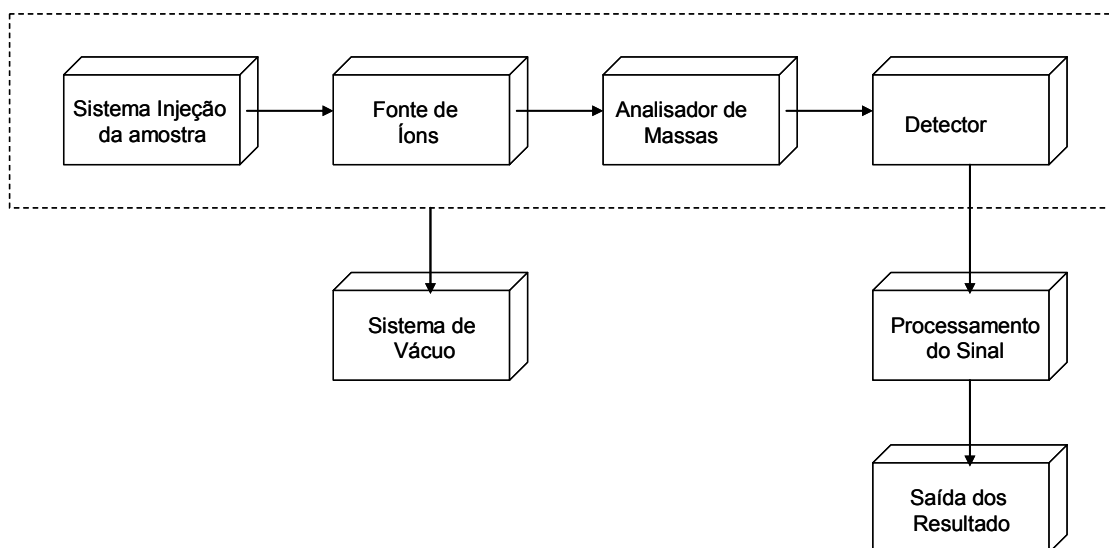 Sistema Injeção
da amostra
Fonte de
Íons
Analisador de
Massas
Detector
Sistema de
Vácuo
Processamento
do Sinal
Saída dos
Resultado